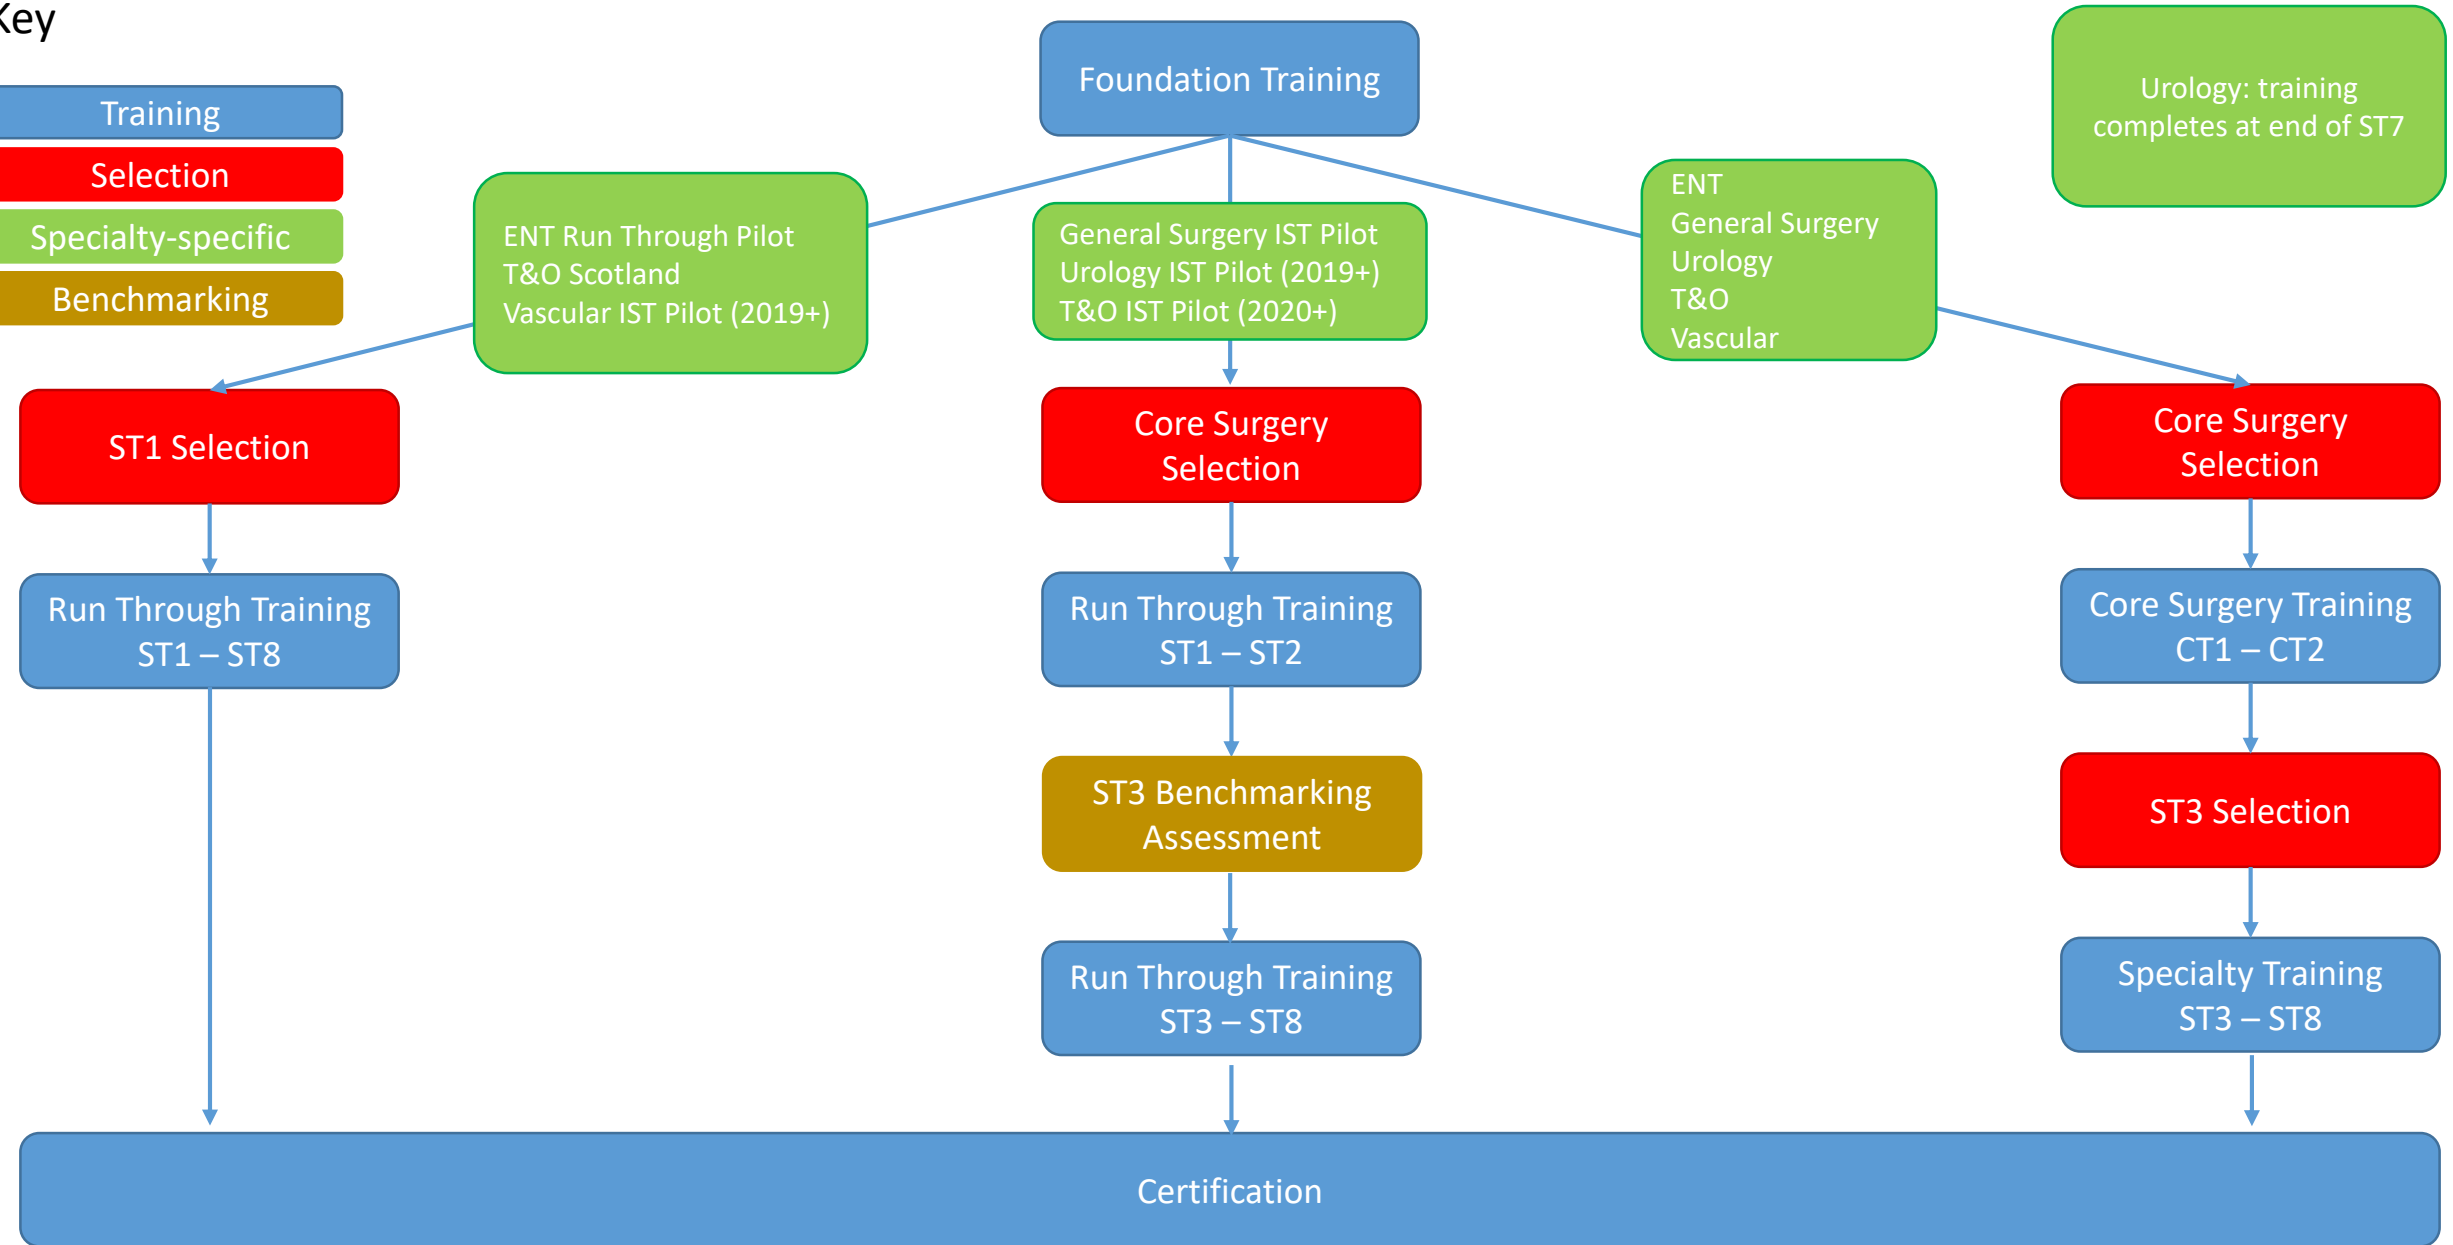 Key
Training
Selection
Specialty-specific
Benchmarking
Foundation Training
Urology: training
completes at end of ST7
ENT Run Through Pilot
T&O Scotland
Vascular IST Pilot (2019+)
General Surgery IST Pilot
Urology IST Pilot (2019+)
T&O IST Pilot (2020+)
ENT
General Surgery
Urology
T&O
Vascular
ST1 Selection
Run Through Training
ST1 – ST8
Core Surgery
Selection
Run Through Training
ST1 – ST2
ST3 Benchmarking
Assessment
Run Through Training
ST3 – ST8
Core Surgery
Selection
Core Surgery Training
CT1 – CT2
ST3 Selection
Specialty Training
ST3 – ST8
Certification